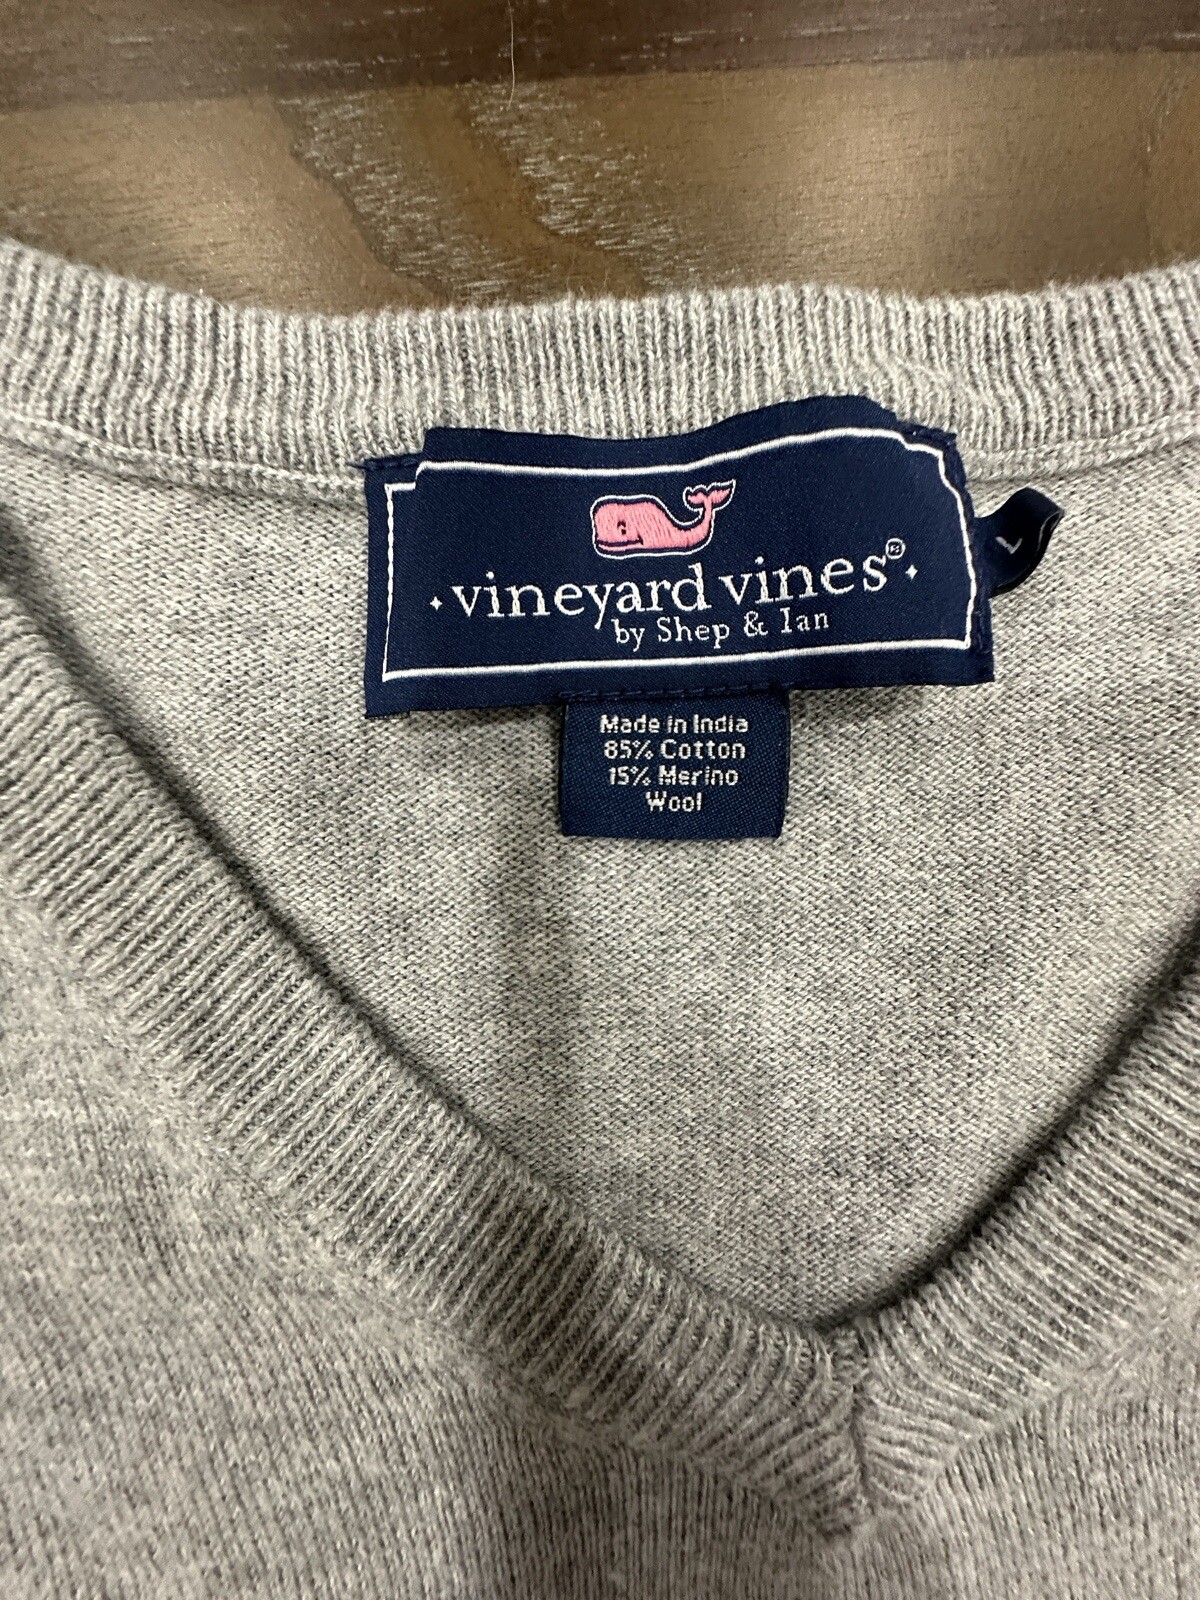 vineyard vines®
by Shep & Ian
L
Made in India
85% Cotton
15% Merino
Wool